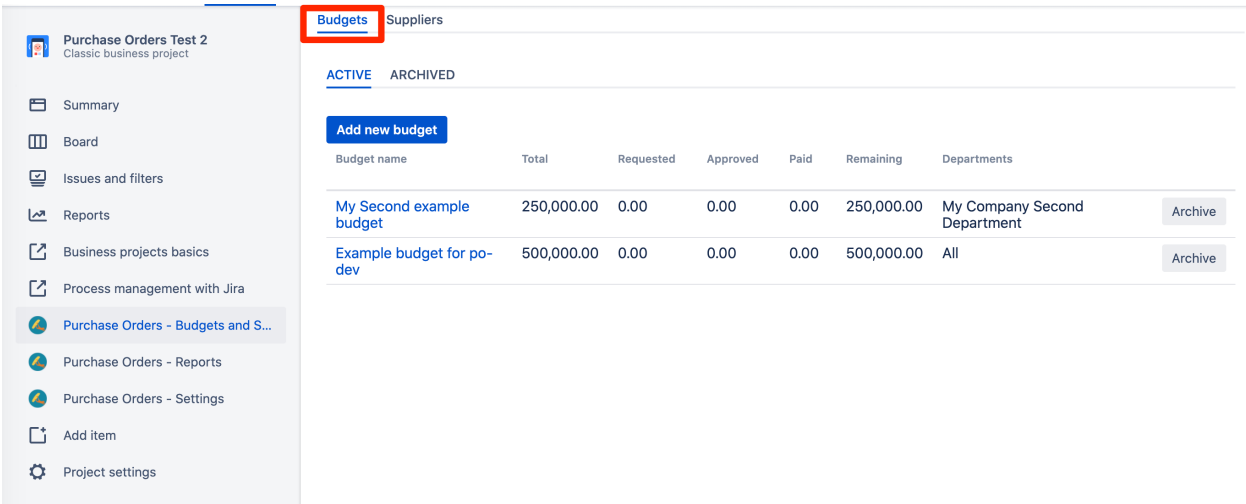 Purchase Orders Test 2
Classic business project
Summary
Board
Issues and filters
Reports
Business projects basics
Process management with Jira
Purchase Orders - Budgets and S...
Purchase Orders - Reports
Purchase Orders - Settings
Add item
Project settings
Budgets Suppliers
ACTIVE ARCHIVED
Add new budget
Budget name Total Requested Approved Paid Remaining Departments
My Second example 250,000.00 0.00 0.00 0.00 250,000.00 My Company Second Archive
budget Department
Example budget for po- 500,000.00 0.00 0.00 0.00 500,000.00 All Archive
dev